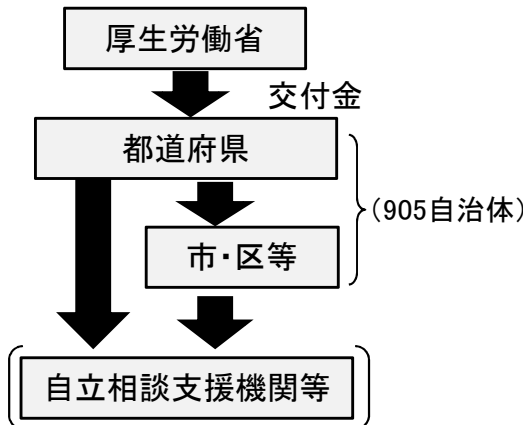 厚生労働省
交付金
都道府県
(905自治体)
市・区等
自立相談支援機関等